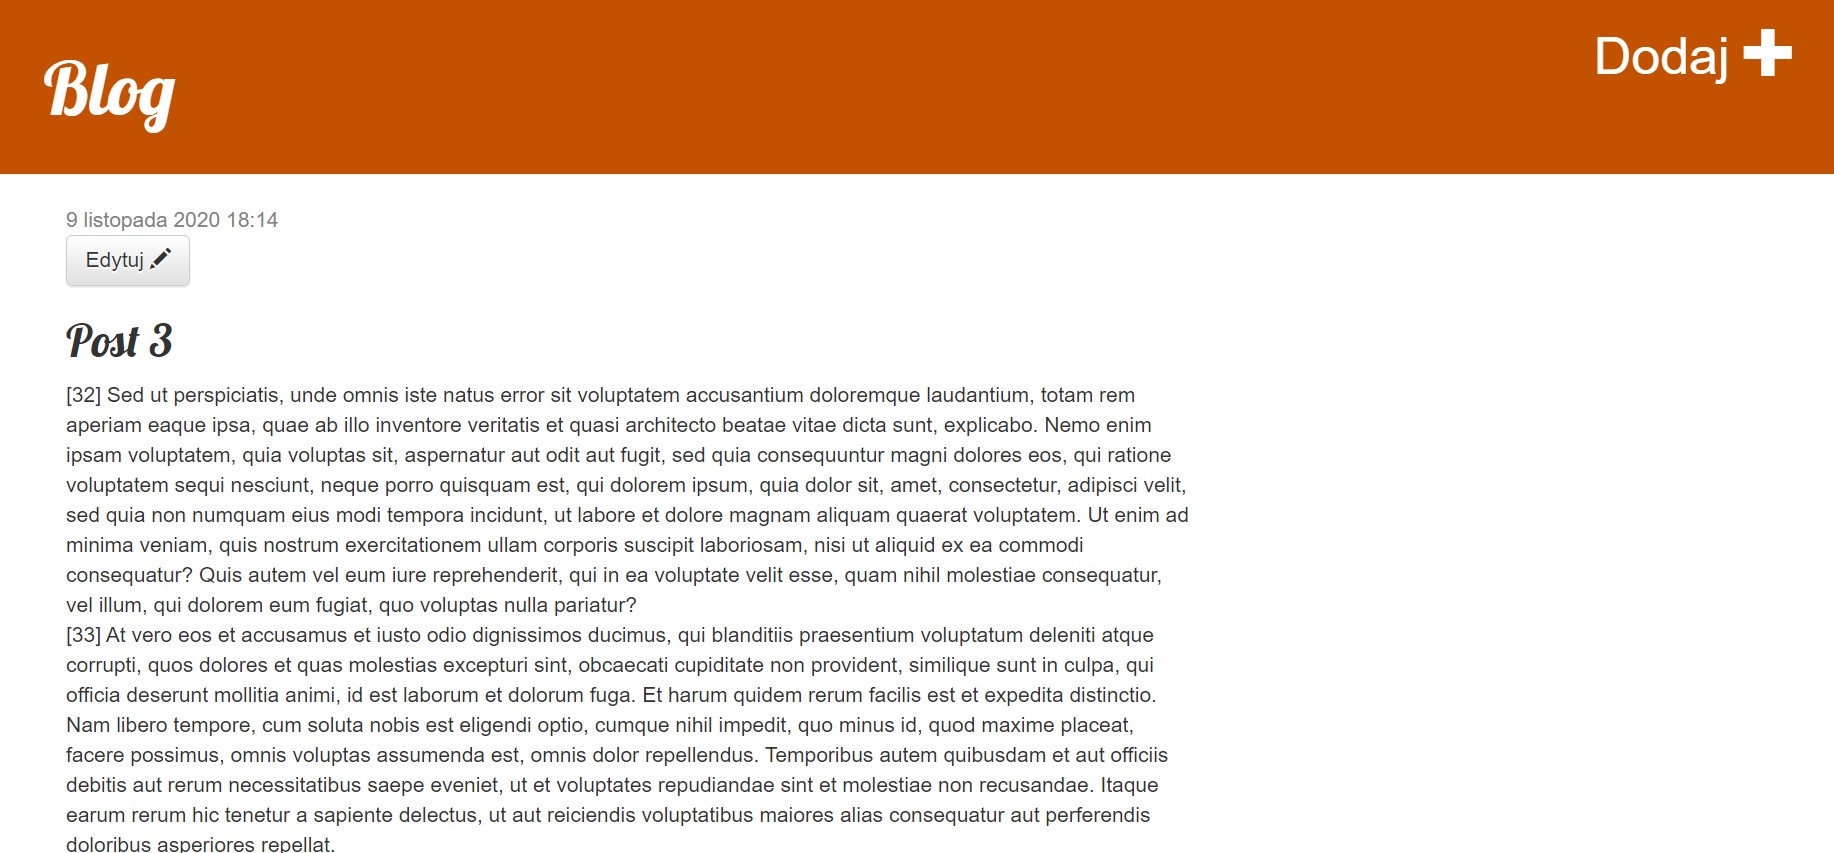 Blog
Dodaj
9 listopada 2020 18:14
Edytuj
Post 3
[32] Sed ut perspiciatis, unde omnis iste natus error sit voluptatem accusantium doloremque laudantium, totam rem
aperiam eaque ipsa, quae ab illo inventore veritatis et quasi architecto beatae vitae dicta sunt, explicabo. Nemo enim
ipsam voluptatem, quia voluptas sit, aspernatur aut odit aut fugit, sed quia consequuntur magni dolores eos, qui ratione
voluptatem sequi nesciunt, neque porro quisquam est, qui dolorem ipsum, quia dolor sit, amet, consectetur, adipisci velit,
sed quia non numquam eius modi tempora incidunt, ut labore et dolore magnam aliquam quaerat voluptatem. Ut enim ad
minima veniam, quis nostrum exercitationem ullam corporis suscipit laboriosam, nisi ut aliquid ex ea commodi
consequatur? Quis autem vel eum iure reprehenderit, qui in ea voluptate velit esse, quam nihil molestiae consequatur,
vel illum, qui dolorem eum fugiat, quo voluptas nulla pariatur?
[33] At vero eos et accusamus et iusto odio dignissimos ducimus, qui blanditiis praesentium voluptatum deleniti atque
corrupti, quos dolores et quas molestias excepturi sint, obcaecati cupiditate non provident, similique sunt in culpa, qui
officia deserunt mollitia animi, id est laborum et dolorum fuga. Et harum quidem rerum facilis est et expedita distinctio.
Nam libero tempore, cum soluta nobis est eligendi optio, cumque nihil impedit, quo minus id, quod maxime placeat,
facere possimus, omnis voluptas assumenda est, omnis dolor repellendus. Temporibus autem quibusdam et aut officiis
debitis aut rerum necessitatibus saepe eveniet, ut et voluptates repudiandae sint et molestiae non recusandae. Itaque
earum rerum hic tenetur a sapiente delectus, ut aut reiciendis voluptatibus maiores alias consequatur aut perferendis
doloribus asperiores repellat.